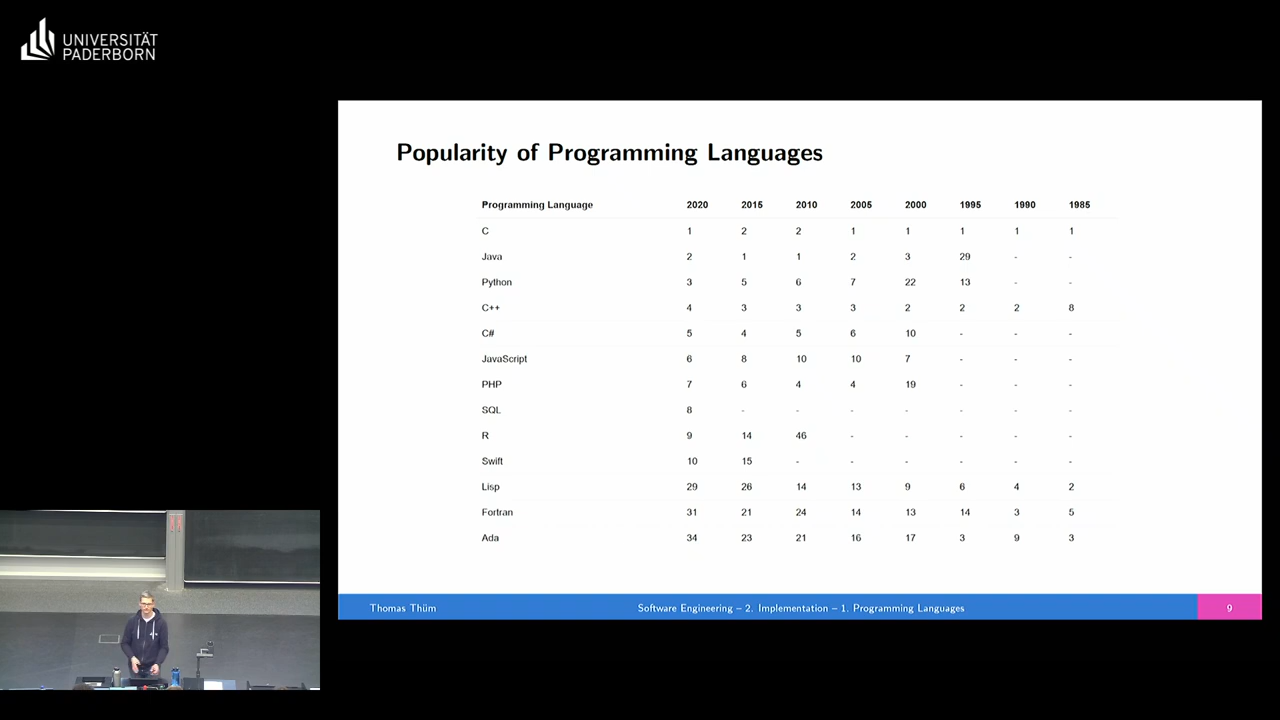 UNIVERSITÄT
PADERBORN
Popularity of Programming Languages
Programming Language 2020 2015 2010 2005 2000 1995 1990 1985
C 1 2 2 1 1 1 1 1
Java 2 1 1 2 3 29 - -
Python 3 5 6 7 22 13 - -
C++ 4 3 3 3 2 2 2 8
C# 5 4 5 6 10 - - -
JavaScript 6 8 10 10 7 - - -
PHP 7 6 4 4 19 - - -
SQL 8 - - - - - - -
R 9 14 46 - - - - -
Swift 10 15 - - - - - -
Lisp 29 26 14 13 9 6 4 2
Fortran 31 21 24 14 13 14 3 5
Ada 34 23 21 16 17 3 9 3
Thomas Thüm Software Engineering – 2. Implementation – 1. Programming Languages 9